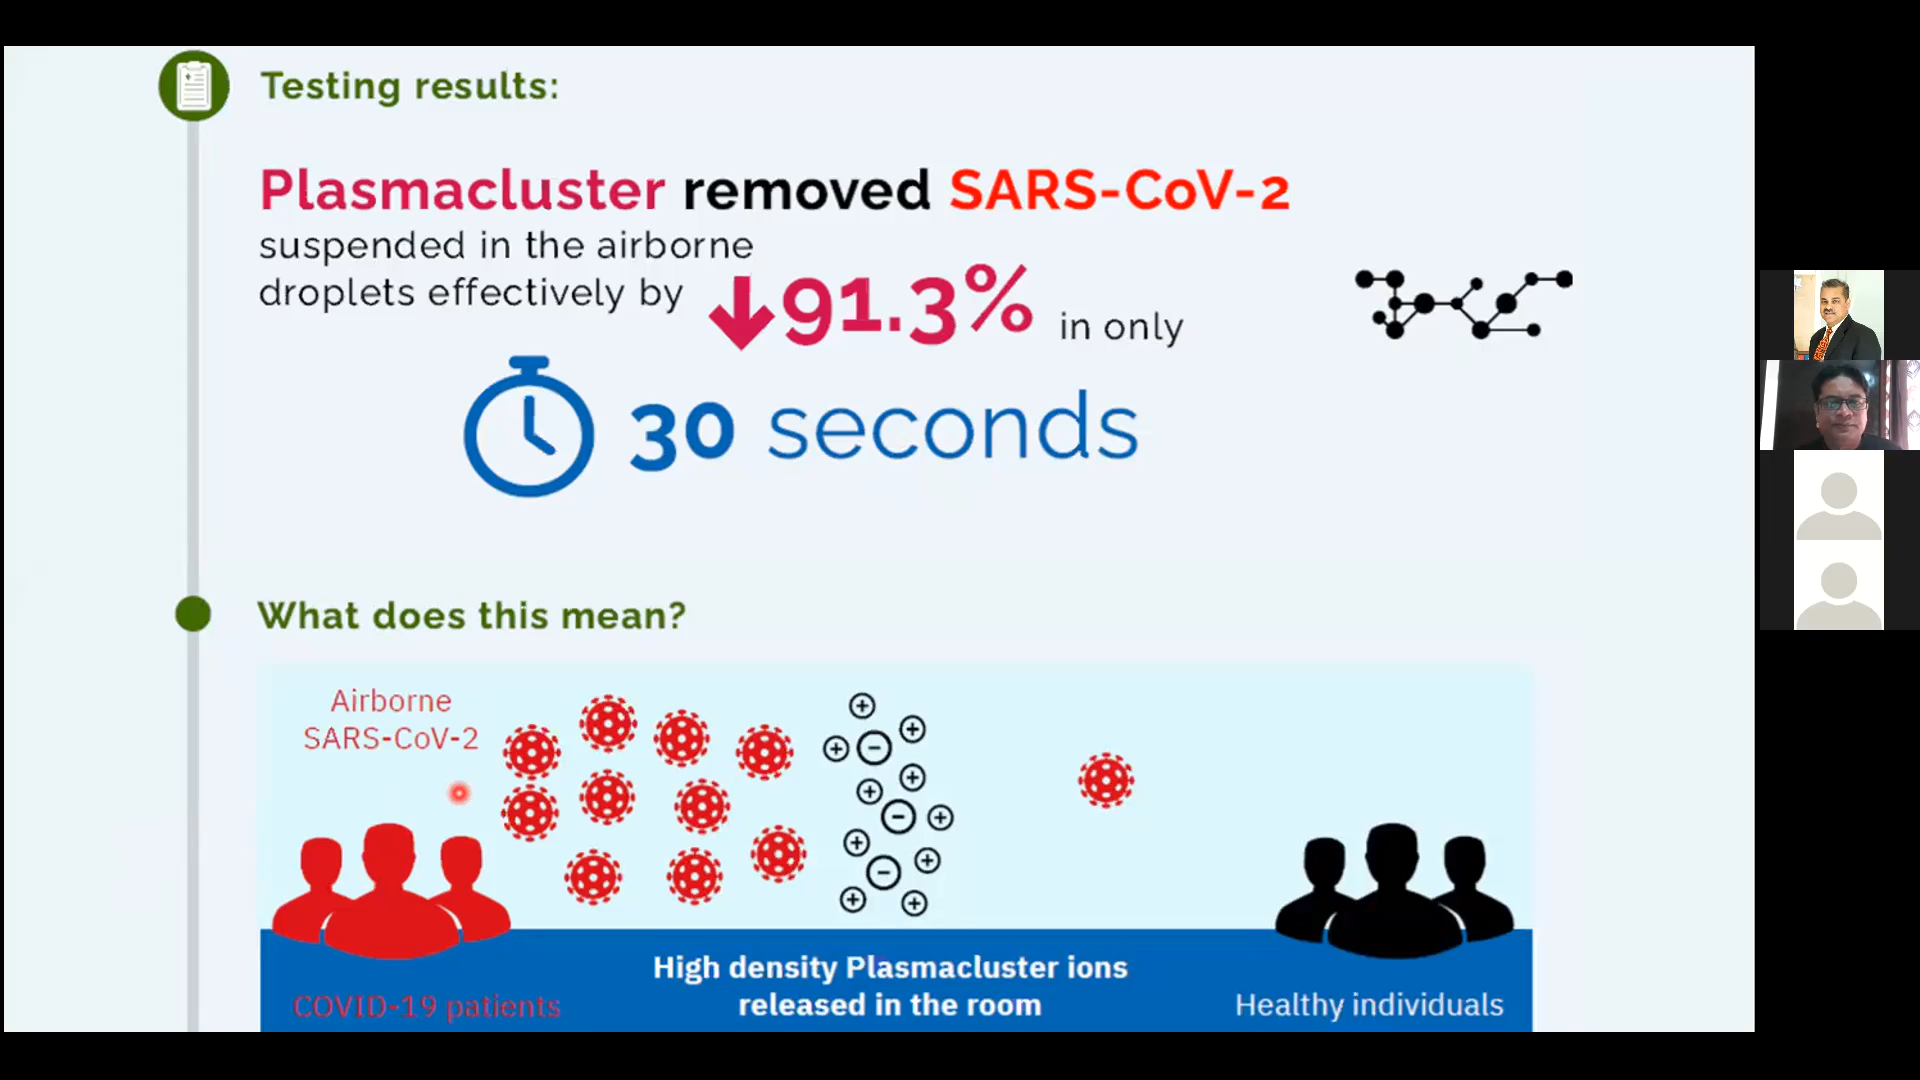 Testing results:
Plasmacluster removed SARS-CoV-2
suspended in the airborne
droplets effectively by 91.3% in only
30 seconds
What does this mean?
Airborne
SARS-CoV-2
High density Plasmacluster ions
released in the room
COVID-19 patients
Healthy individuals